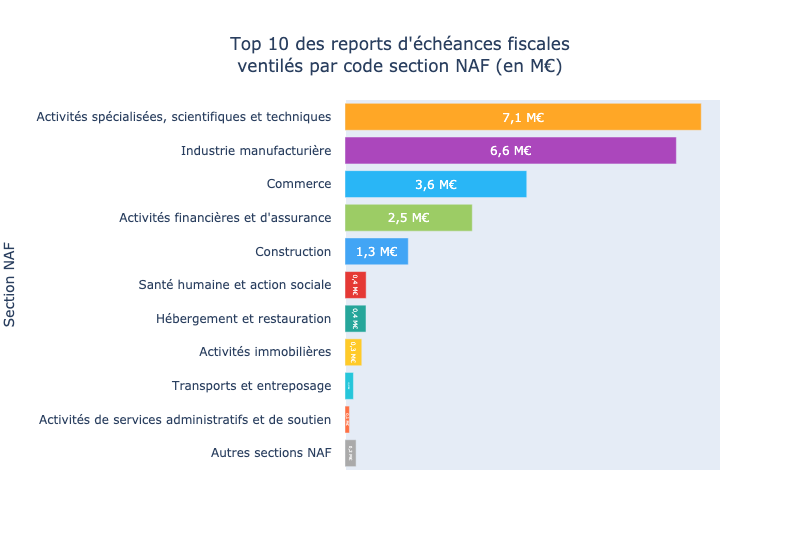 Top 10 des reports d'échéances fiscales
ventilés par code section NAF (en M€)
Section NAF
Activités spécialisées, scientifiques et techniques 7,1 M€
Industrie manufacturière 6,6 M€
Commerce 3,6 M€
Activités financières et d'assurance 2,5 M€
Construction 1,3 M€
Santé humaine et action sociale 0,4 M€
Hébergement et restauration 0,4 M€
Activités immobilières 0,3 M€
Transports et entreposage
Activités de services administratifs et de soutien
Autres sections NAF